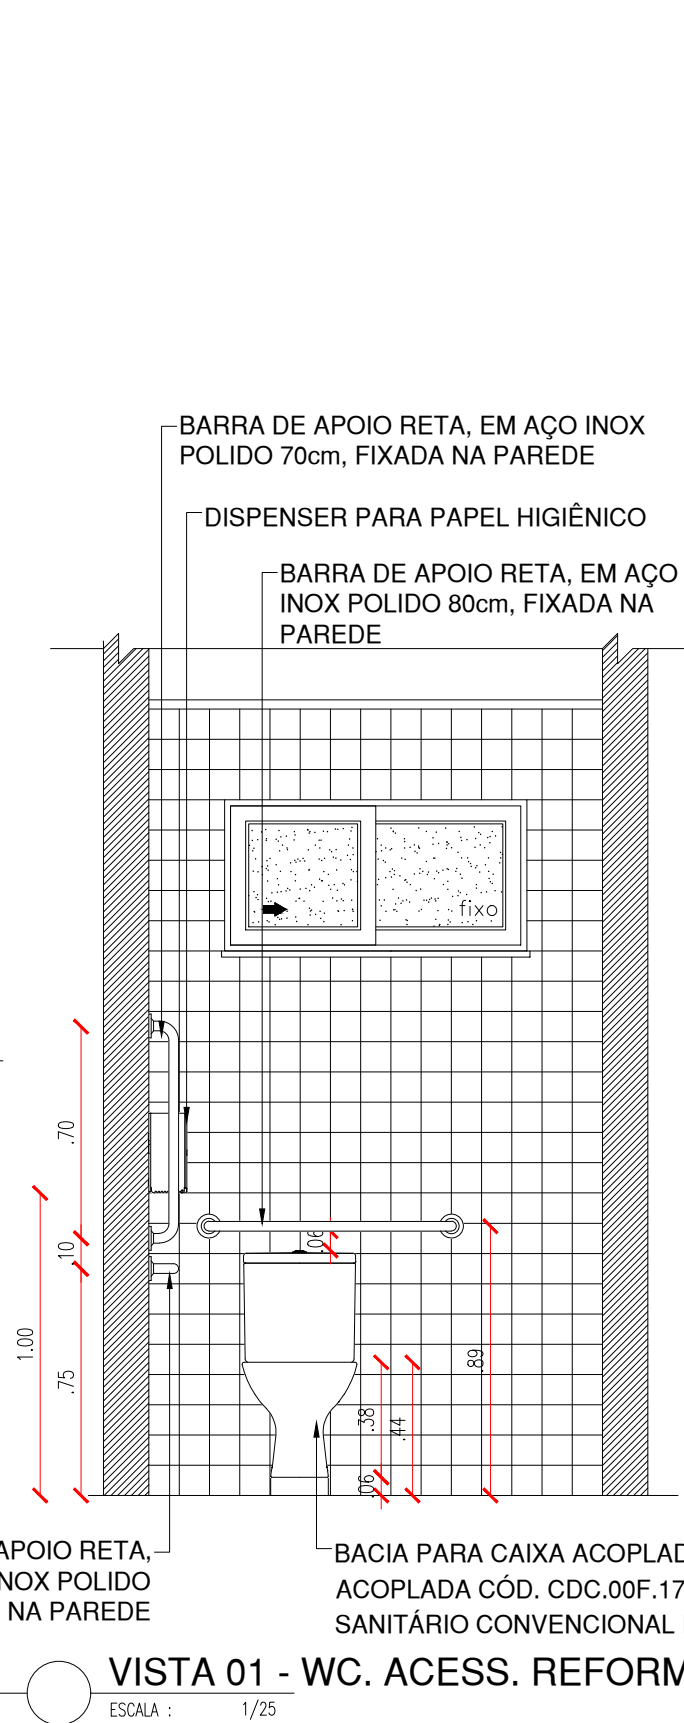 BARRA DE APOIO RETA, EM AÇO INOX
POLIDO 70cm, FIXADA NA PAREDE
DISPENSER PARA PAPEL HIGIÊNICO
BARRA DE APOIO RETA, EM AÇO
INOX POLIDO 80cm, FIXADA NA
PAREDE
fixo
.70
.10
.06
1.00
.75
.89
.38
.44
.06
APOIO RETA,
INOX POLIDO
NA PAREDE
BACIA PARA CAIXA ACOPLAD
ACOPLADA CÓD. CDC.00F.17
SANITÁRIO CONVENCIONAL
VISTA 01 - WC. ACESS. REFORM
ESCALA : 1/25